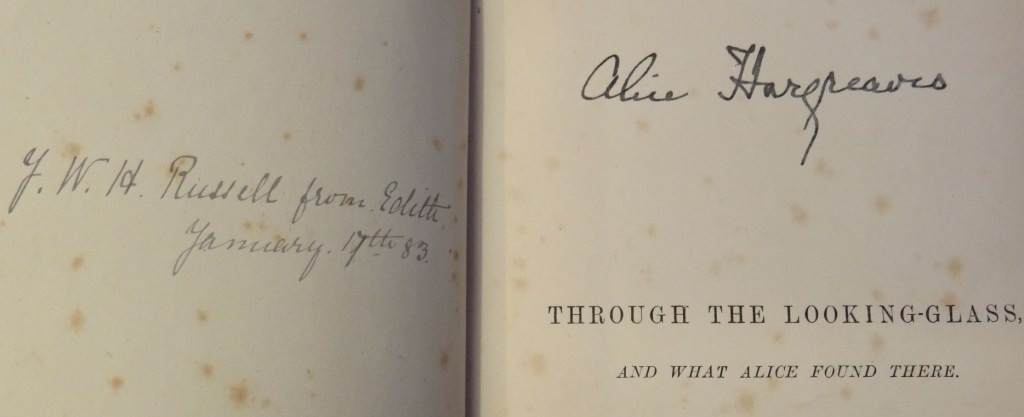 J. W. H. Russell from Edith
January. 17th 83.
Alice Hargreaves
THROUGH THE LOOKING-GLASS,
AND WHAT ALICE FOUND THERE.